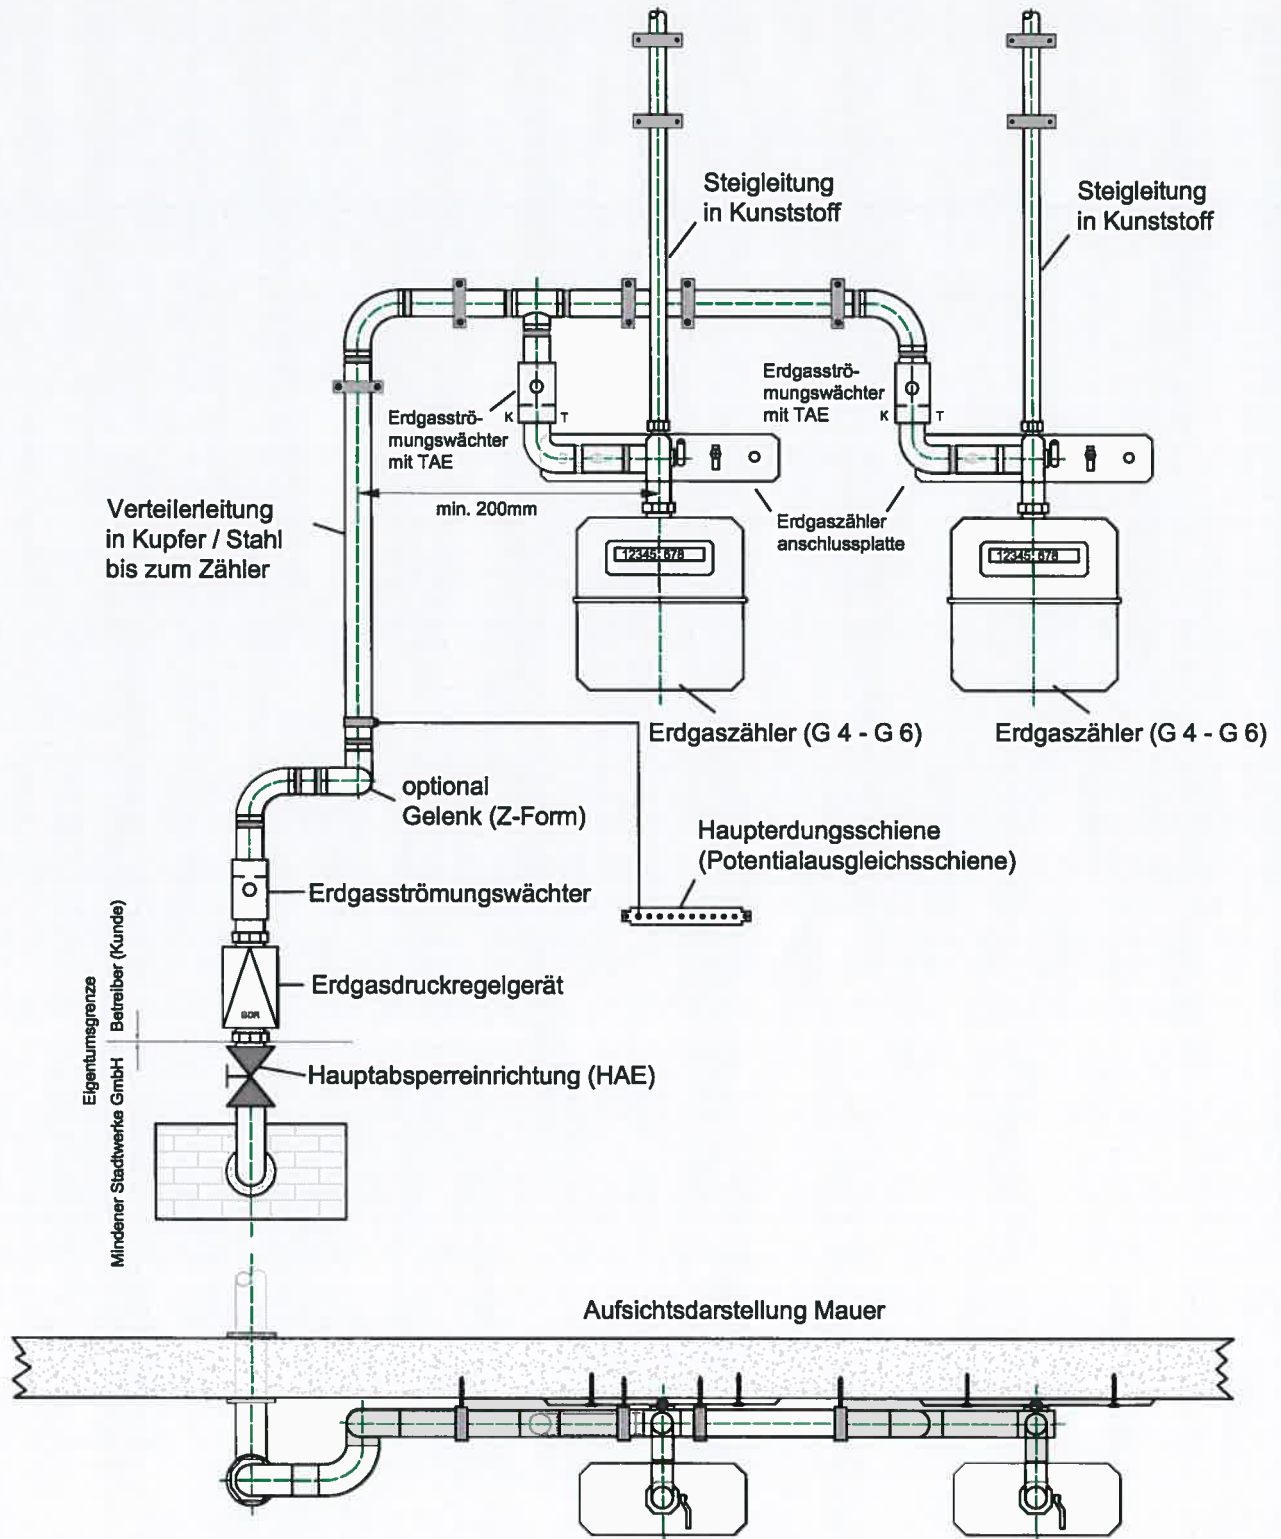 Steigleitung
in Kunststoff
Steigleitung
in Kunststoff
Erdgasströ-
mungswächter
mit TAE
K
T
Erdgasströ-
mungswächter
mit TAE
K
T
min. 200mm
Verteilerleitung
in Kupfer / Stahl
bis zum Zähler
Erdgaszähler
anschlussplatte
12345 678
12345 678
Erdgaszähler (G 4 - G 6)
Erdgaszähler (G 4 - G 6)
optional
Gelenk (Z-Form)
Haupterdungsschiene
(Potentialausgleichsschiene)
Erdgasströmungswächter
Erdgasdruckregelgerät
GDR
Eigentumsgrenze
Betreiber (Kunde)
Mindener Stadtwerke GmbH
Hauptabsperreinrichtung (HAE)
Aufsichtsdarstellung Mauer